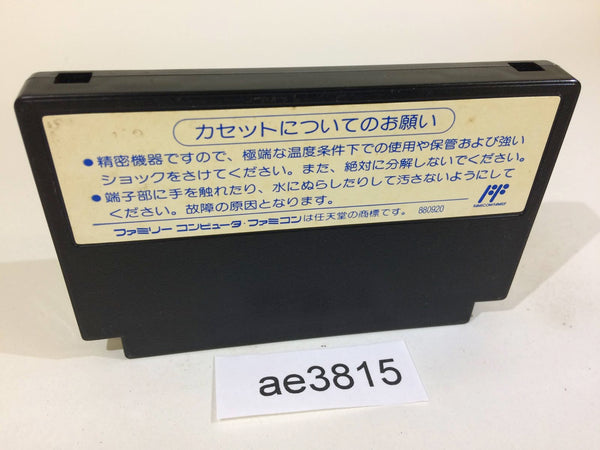 カセットについてのお願い
●精密機器ですので、極端な温度条件下での使用や保管および強い
ショックをさけてください。また、絶対に分解しないでください。
●端子部に手を触れたり、水にぬらしたりして汚さないようにして
ください。故障の原因となります。
ファミリーコンピュータ・ファミコンは任天堂の商標です。 880920
ae3815